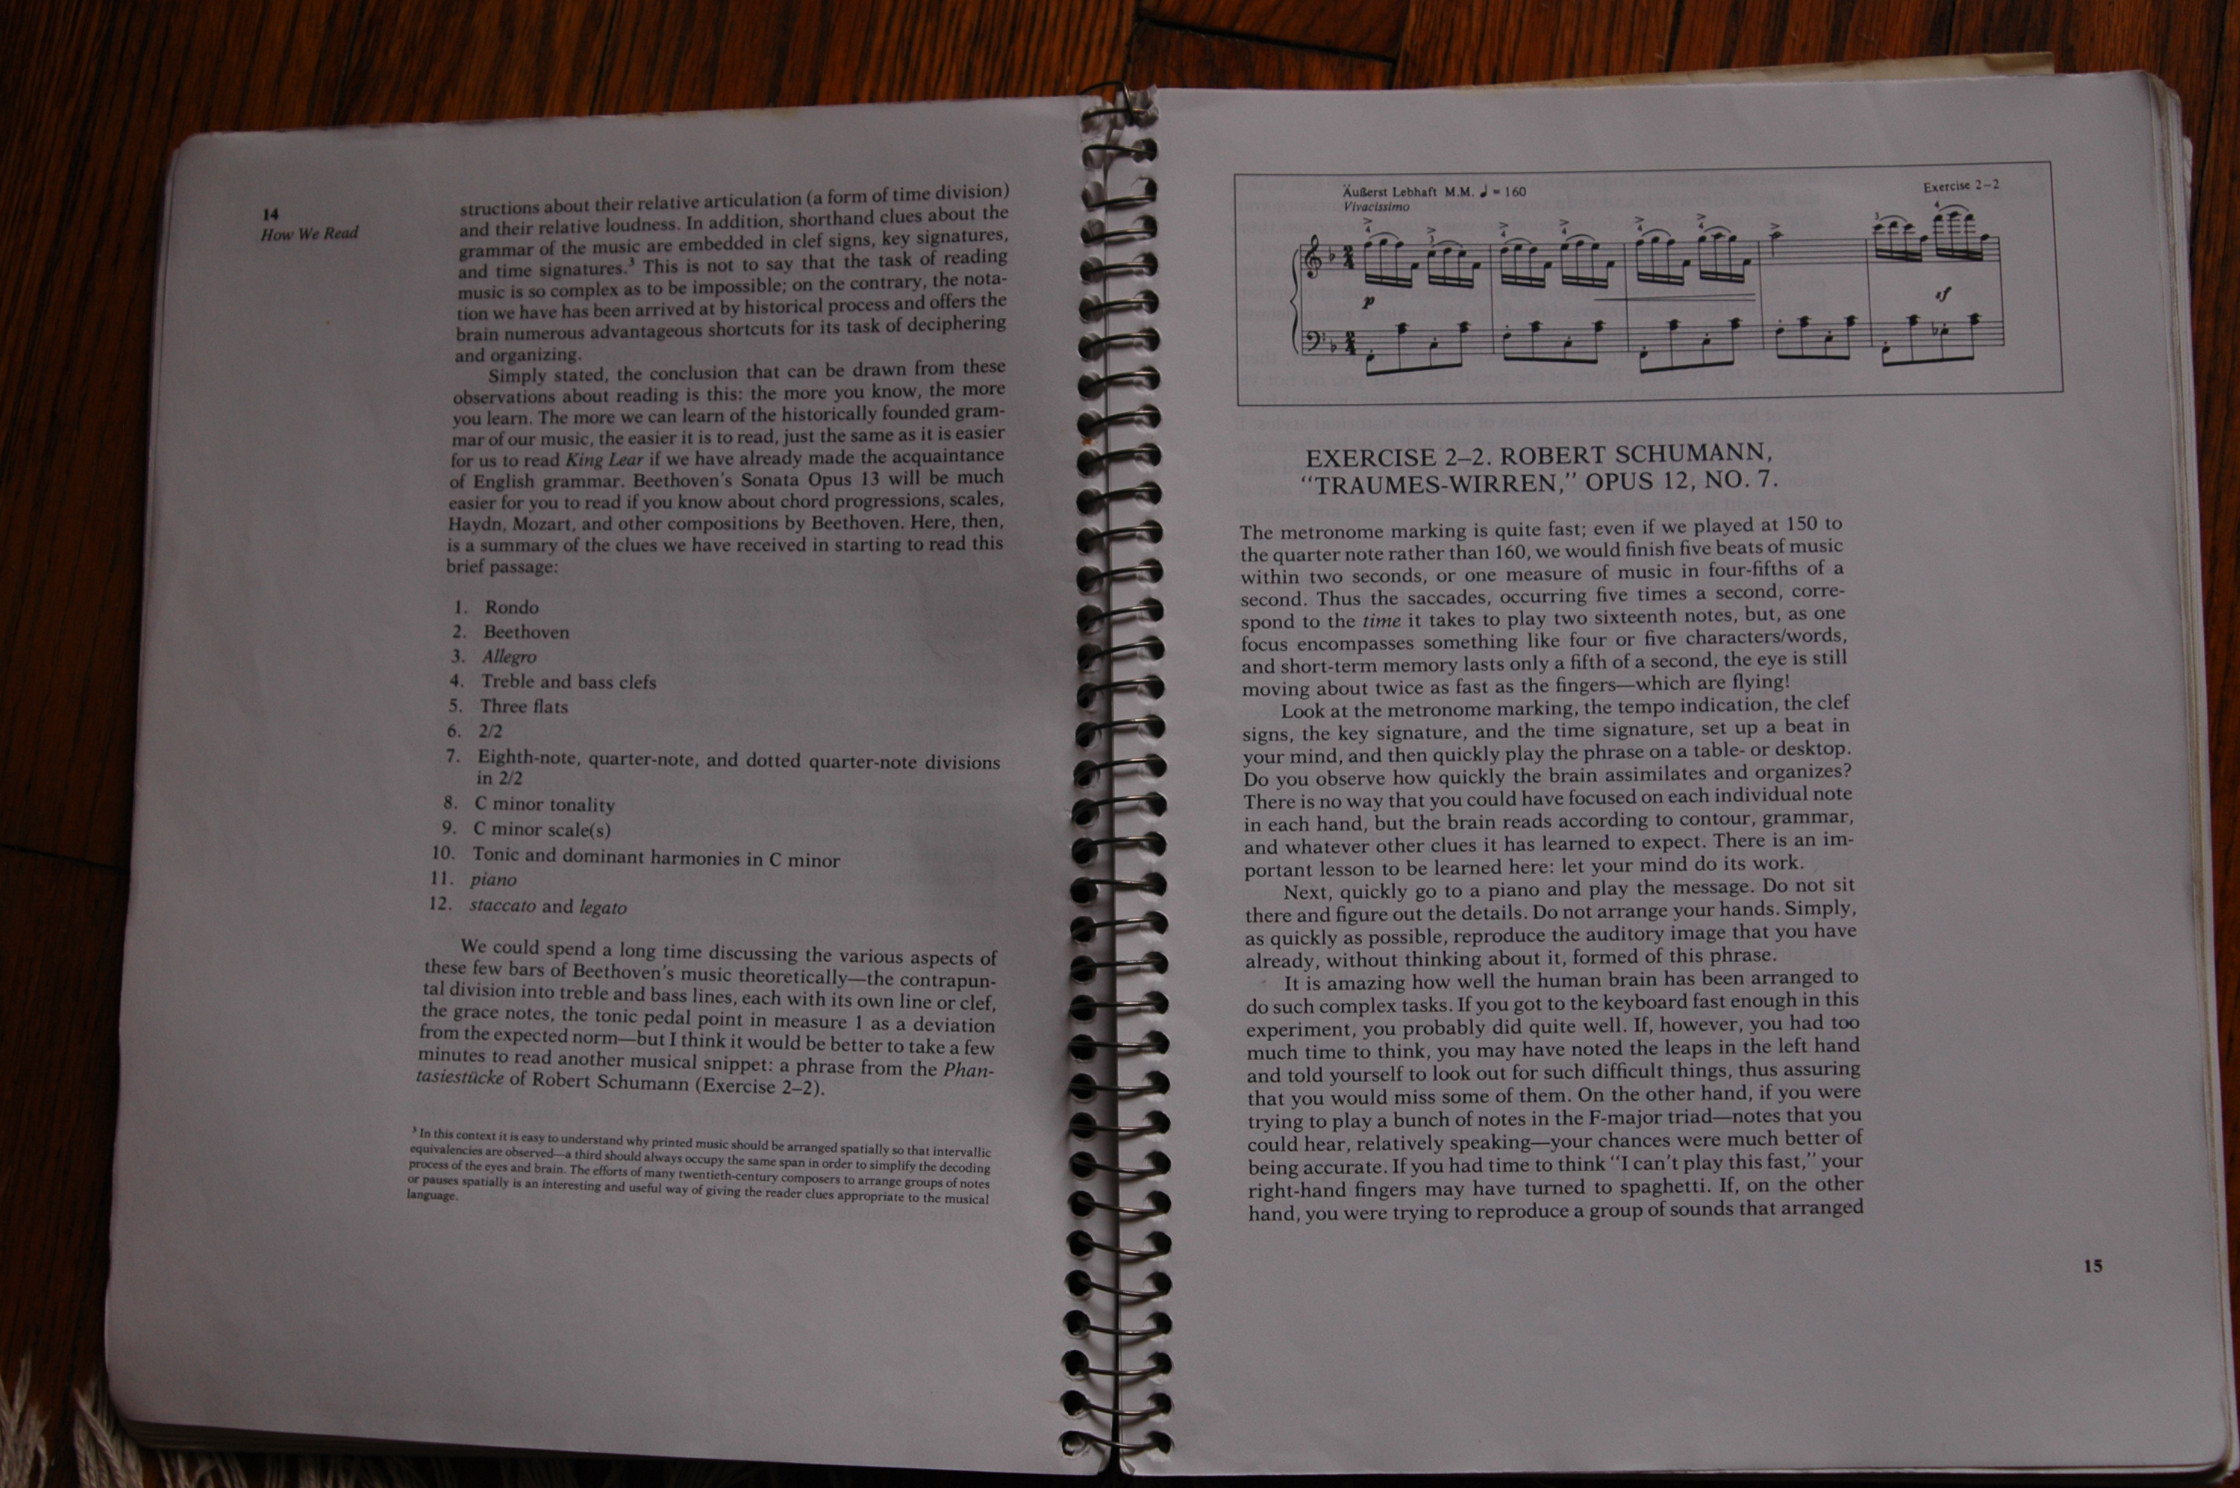 14
How We Read
structions about their relative articulation (a form of time division)
and their relative loudness. In addition, shorthand clues about the
grammar of the music are embedded in clef signs, key signatures,
and time signatures.³ This is not to say that the task of reading
music is so complex as to be impossible; on the contrary, the nota-
tion we have has been arrived at by historical process and offers the
brain numerous advantageous shortcuts for its task of deciphering
and organizing.
Simply stated, the conclusion that can be drawn from these
observations about reading is this: the more you know, the more
you learn. The more we can learn of the historically founded gram-
mar of our music, the easier it is to read, just the same as it is easier
for us to read King Lear if we have already made the acquaintance
of English grammar. Beethoven's Sonata Opus 13 will be much
easier for you to read if you know about chord progressions, scales,
Haydn, Mozart, and other compositions by Beethoven. Here, then,
is a summary of the clues we have received in starting to read this
brief passage:
1. Rondo
2. Beethoven
3. Allegro
4. Treble and bass clefs
5. Three flats
6. 2/2
7. Eighth-note, quarter-note, and dotted quarter-note divisions
in 2/2
8. C minor tonality
9. C minor scale(s)
10. Tonic and dominant harmonies in C minor
11. piano
12. staccato and legato
We could spend a long time discussing the various aspects of
these few bars of Beethoven's music theoretically—the contrapun-
tal division into treble and bass lines, each with its own line or clef,
the grace notes, the tonic pedal point in measure 1 as a deviation
from the expected norm—but I think it would be better to take a few
minutes to read another musical snippet: a phrase from the Phan-
tasiestücke of Robert Schumann (Exercise 2–2).
³ In this context it is easy to understand why printed music should be arranged spatially so that intervallic
equivalencies are observed—a third should always occupy the same span in order to simplify the decoding
process of the eyes and brain. The efforts of many twentieth-century composers to arrange groups of notes
or pauses spatially is an interesting and useful way of giving the reader clues appropriate to the musical
language.
Äußerst Lebhaft M.M. ♩ = 160
Exercise 2–2
Vivacissimo
p
sf
EXERCISE 2–2. ROBERT SCHUMANN,
"TRAUMES-WIRREN," OPUS 12, NO. 7.
The metronome marking is quite fast; even if we played at 150 to
the quarter note rather than 160, we would finish five beats of music
within two seconds, or one measure of music in four-fifths of a
second. Thus the saccades, occurring five times a second, corre-
spond to the time it takes to play two sixteenth notes, but, as one
focus encompasses something like four or five characters/words,
and short-term memory lasts only a fifth of a second, the eye is still
moving about twice as fast as the fingers—which are flying!
Look at the metronome marking, the tempo indication, the clef
signs, the key signature, and the time signature, set up a beat in
your mind, and then quickly play the phrase on a table- or desktop.
Do you observe how quickly the brain assimilates and organizes?
There is no way that you could have focused on each individual note
in each hand, but the brain reads according to contour, grammar,
and whatever other clues it has learned to expect. There is an im-
portant lesson to be learned here: let your mind do its work.
Next, quickly go to a piano and play the message. Do not sit
there and figure out the details. Do not arrange your hands. Simply,
as quickly as possible, reproduce the auditory image that you have
already, without thinking about it, formed of this phrase.
It is amazing how well the human brain has been arranged to
do such complex tasks. If you got to the keyboard fast enough in this
experiment, you probably did quite well. If, however, you had too
much time to think, you may have noted the leaps in the left hand
and told yourself to look out for such difficult things, thus assuring
that you would miss some of them. On the other hand, if you were
trying to play a bunch of notes in the F-major triad—notes that you
could hear, relatively speaking—your chances were much better of
being accurate. If you had time to think "I can't play this fast," your
right-hand fingers may have turned to spaghetti. If, on the other
hand, you were trying to reproduce a group of sounds that arranged
15